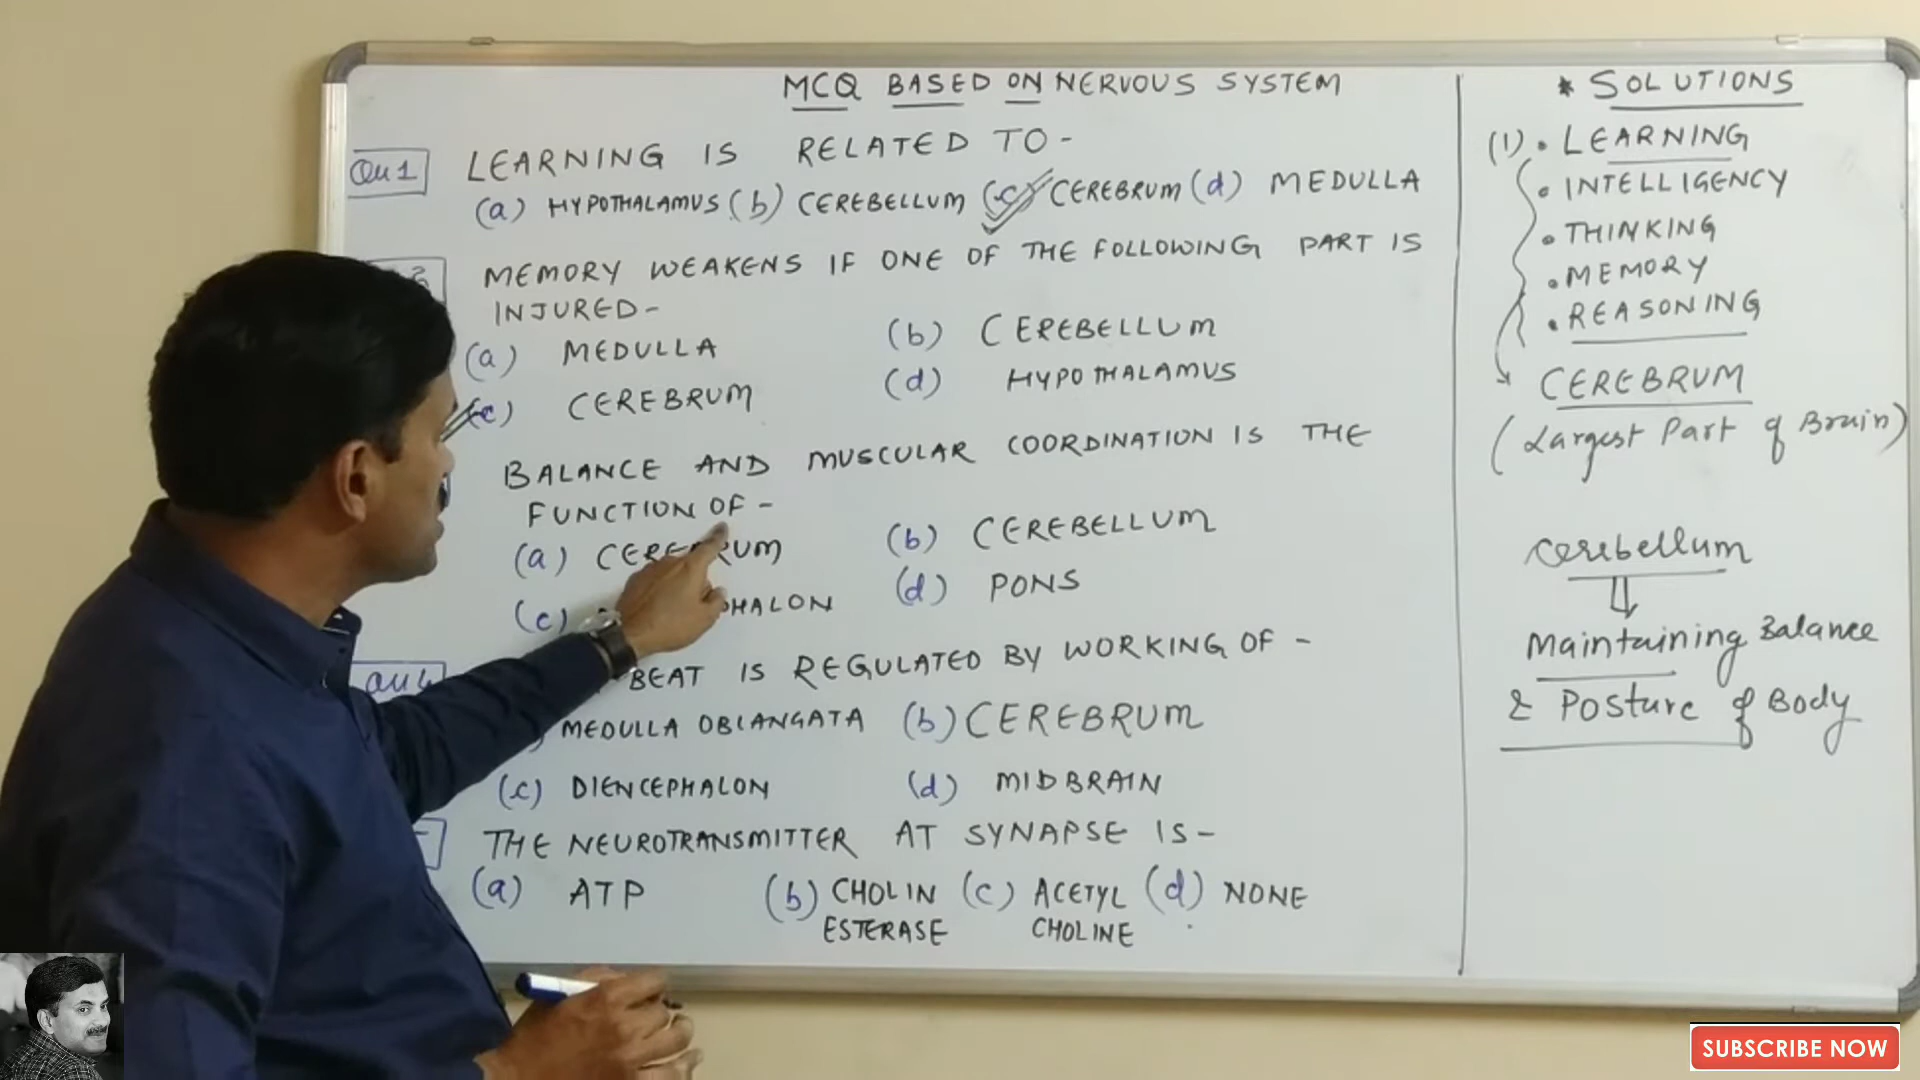 MCQ BASED ON NERVOUS SYSTEM
Qu 1 LEARNING IS RELATED TO -
(a) HYPOTHALAMUS (b) CEREBELLUM (c) CEREBRUM (d) MEDULLA
MEMORY WEAKENS IF ONE OF THE FOLLOWING PART IS
INJURED -
(a) MEDULLA (b) CEREBELLUM
(c) CEREBRUM (d) HYPOTHALAMUS
BALANCE AND MUSCULAR COORDINATION IS THE
FUNCTION OF -
(a) (b) CEREBELLUM
(c) (d) PONS
Qu 4 BEAT IS REGULATED BY WORKING OF -
MEDULLA OBLANGATA (b) CEREBRUM
(c) DIENCEPHALON (d) MIDBRAIN
THE NEUROTRANSMITTER AT SYNAPSE IS -
(a) ATP (b) CHOLIN (c) ACETYL (d) NONE
ESTERASE CHOLINE
* SOLUTIONS
(1) • LEARNING
• INTELLIGENCY
• THINKING
• MEMORY
• REASONING
CEREBRUM
(Largest Part of Brain)
Cerebellum
Maintaining Balance
& Posture of Body
SUBSCRIBE NOW